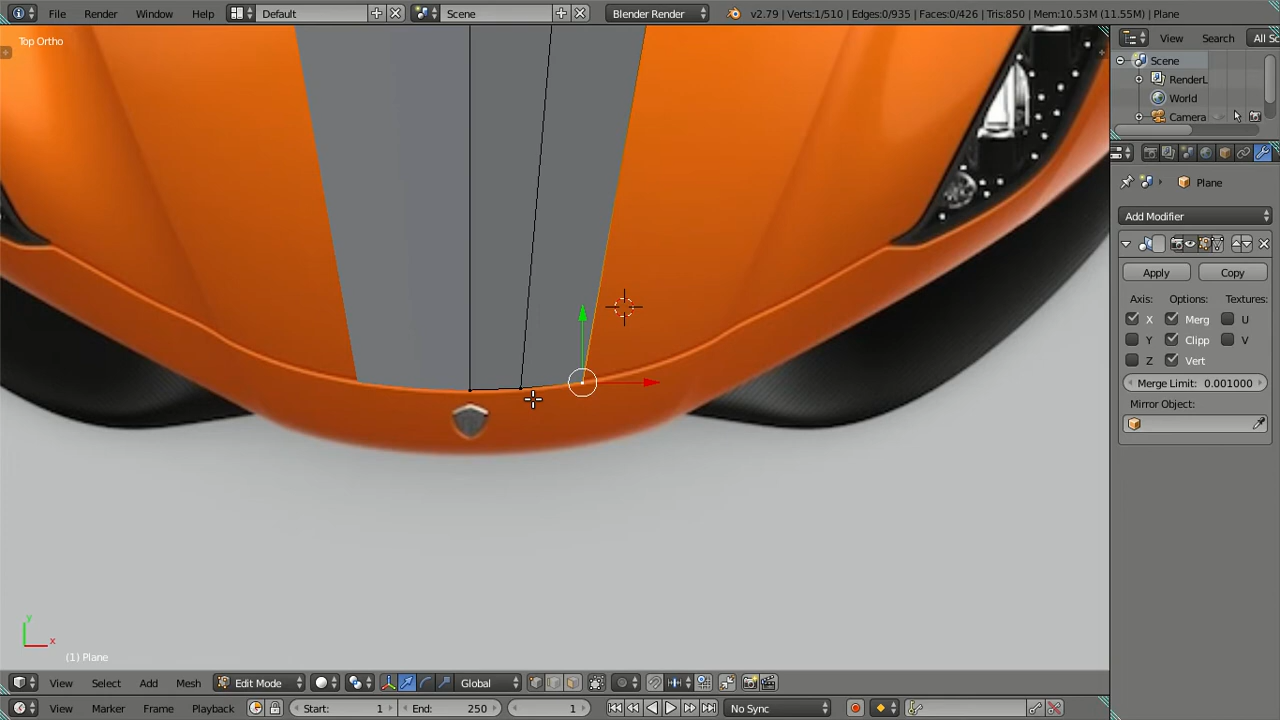 File Render Window Help Default Scene Blender Render v2.79 | Verts:1/510 | Edges:0/935 | Faces:0/426 | Tris:850 | Mem:10.53M (11.55M) | Plane
Top Ortho
View Search All Sc
Scene
RenderL
World
Camera
Plane
Add Modifier
Apply Copy
Axis: Options: Textures:
X Merg U
Y Clipp V
Z Vert
Merge Limit: 0.001000
Mirror Object:
y
x
(1) Plane
View Select Add Mesh Edit Mode Global
View Marker Frame Playback Start: 1 End: 250 1 No Sync